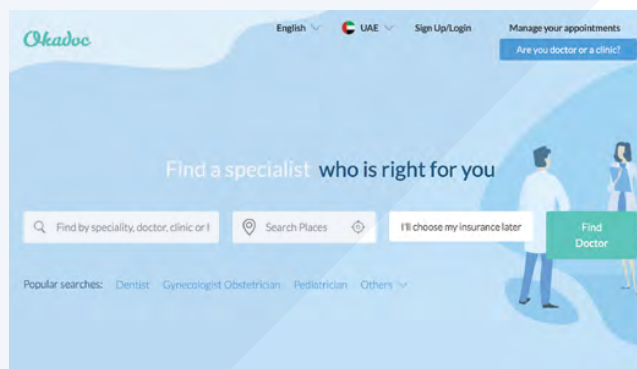 Okadoc
English
UAE
Sign Up/Login
Manage your appointments
Are you doctor or a clinic?
Find a specialist who is right for you
Find by speciality, doctor, clinic or
Search Places
I'll choose my insurance later
Find
Doctor
Popular searches: Dentist Gynecologist Obstetrician Pediatrician Others